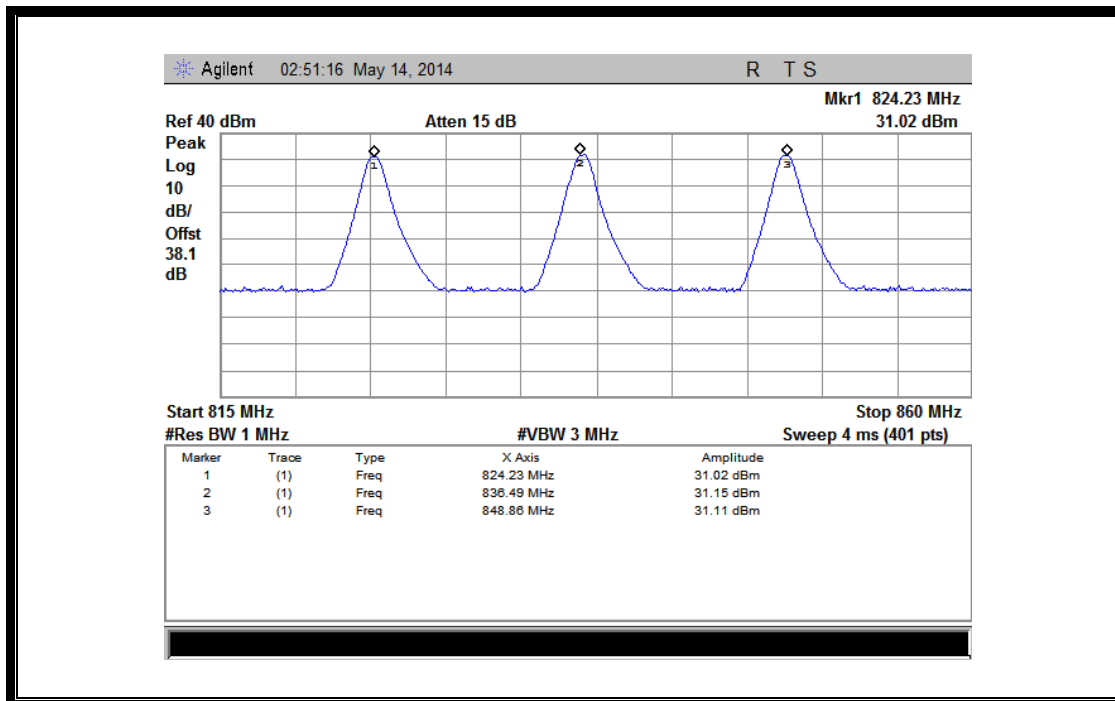 Agilent 02:51:16 May 14, 2014 R T S
Mkr1 824.23 MHz
Ref 40 dBm Atten 15 dB 31.02 dBm
Peak
Log
10
dB/
Offst
38.1
dB
1 2 3
Start 815 MHz Stop 860 MHz
#Res BW 1 MHz #VBW 3 MHz Sweep 4 ms (401 pts)
Marker Trace Type X Axis Amplitude
1 (1) Freq 824.23 MHz 31.02 dBm
2 (1) Freq 836.49 MHz 31.15 dBm
3 (1) Freq 848.86 MHz 31.11 dBm